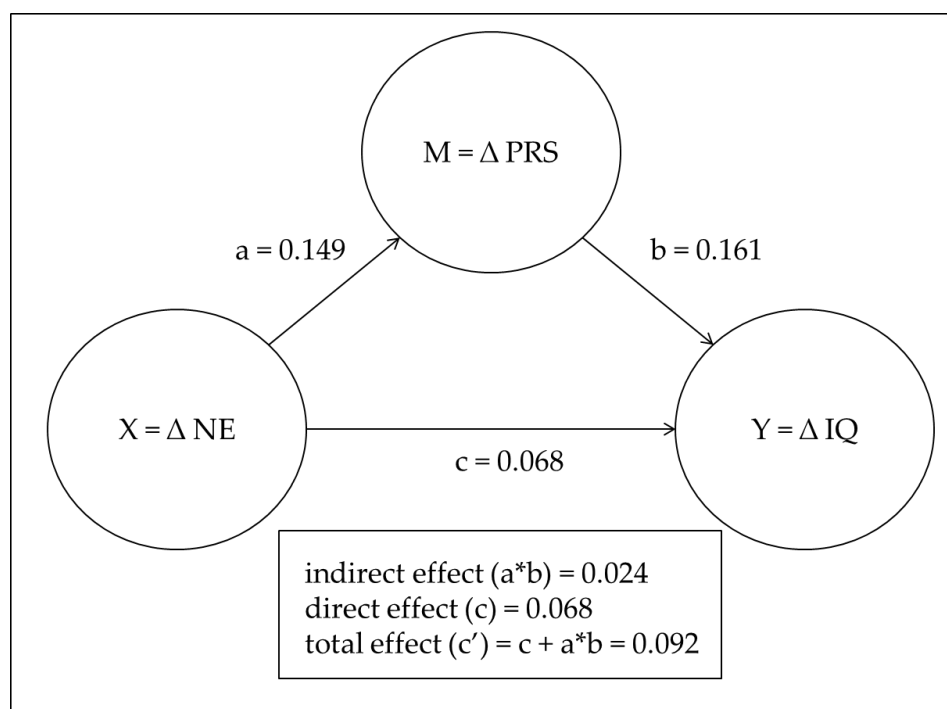 M = Δ PRS
a = 0.149
b = 0.161
X = Δ NE
Y = Δ IQ
c = 0.068
indirect effect (a*b) = 0.024
direct effect (c) = 0.068
total effect (c′) = c + a*b = 0.092